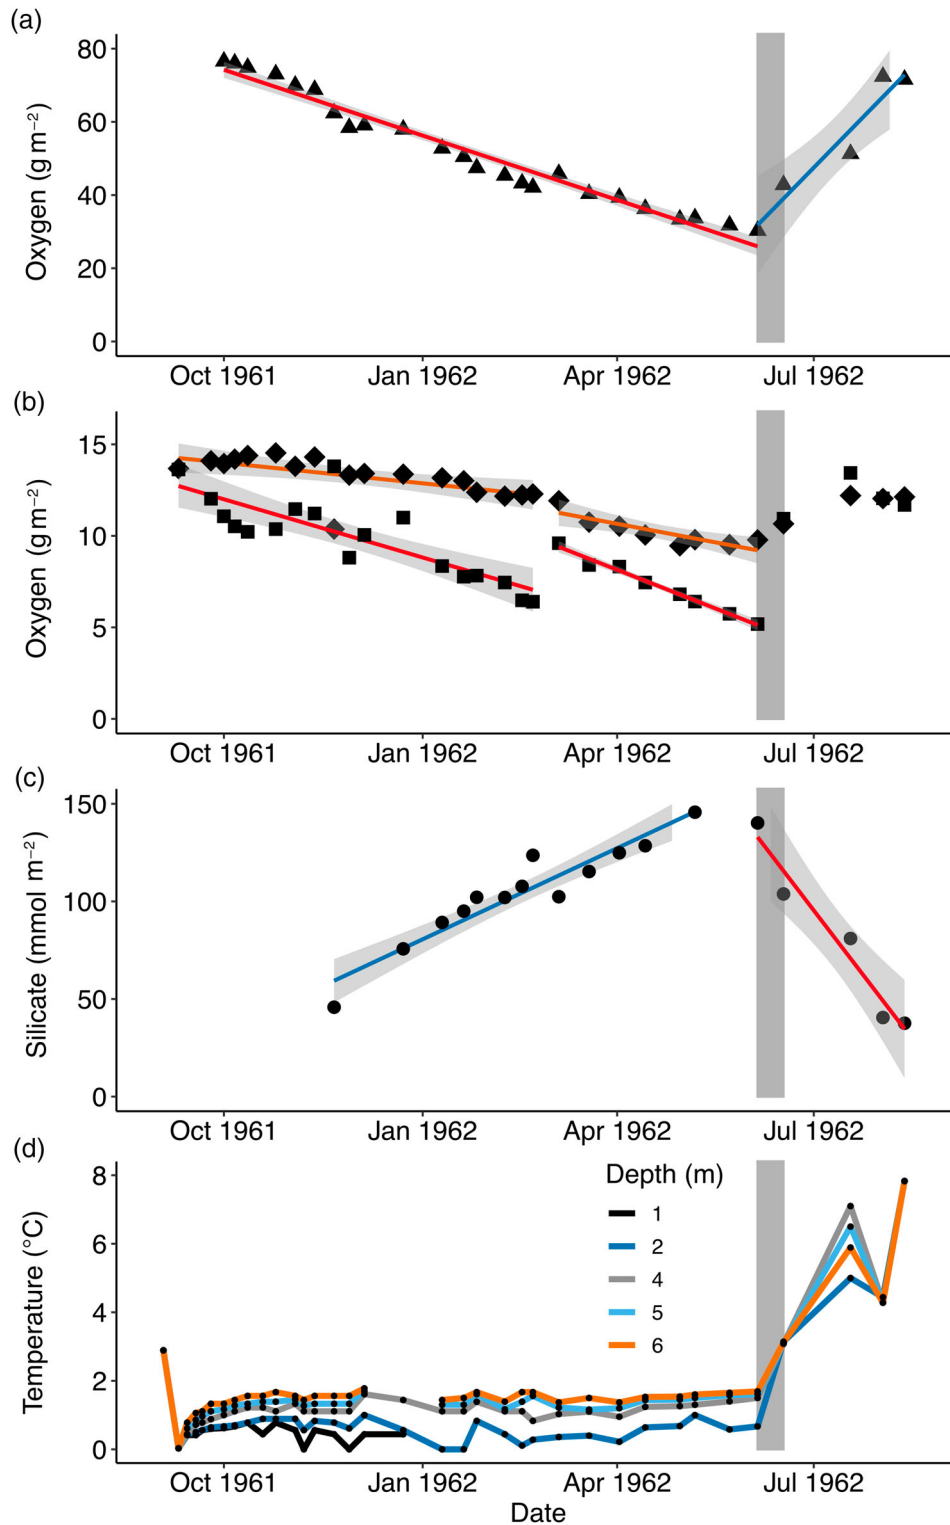 (a)
80
60
40
20
0
Oxygen (g m⁻²)
Oct 1961 Jan 1962 Apr 1962 Jul 1962
(b)
15
10
5
0
Oxygen (g m⁻²)
Oct 1961 Jan 1962 Apr 1962 Jul 1962
(c)
150
100
50
0
Silicate (mmol m⁻²)
Oct 1961 Jan 1962 Apr 1962 Jul 1962
(d)
8
6
4
2
0
Temperature (°C)
Depth (m)
1
2
4
5
6
Oct 1961 Jan 1962 Apr 1962 Jul 1962
Date